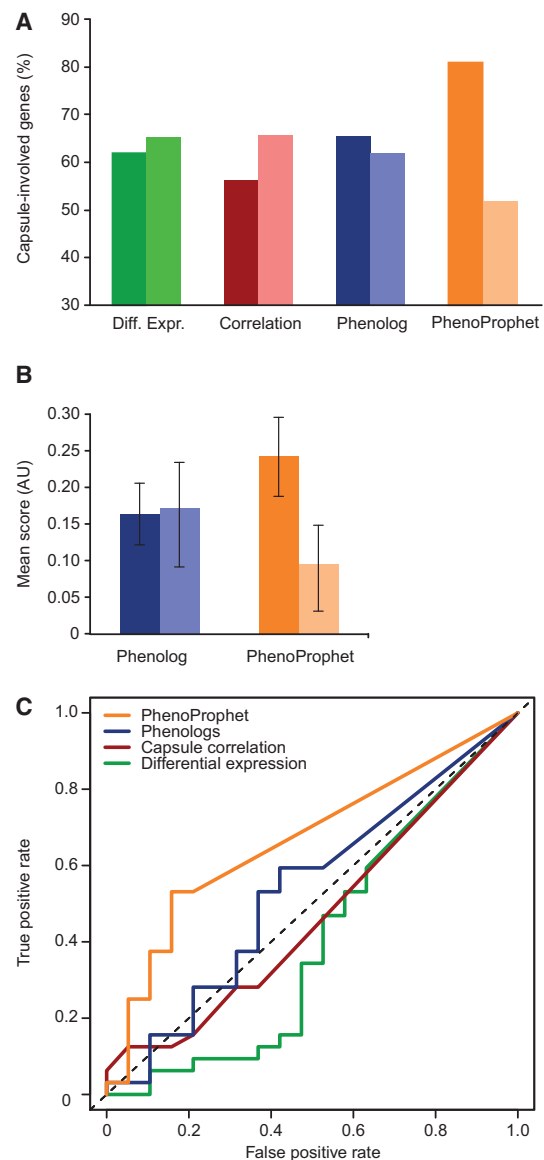 A
Capsule-involved genes (%)
90
80
70
60
50
40
30
Diff. Expr. Correlation Phenolog PhenoProphet
B
Mean score (AU)
0.30
0.25
0.20
0.15
0.10
0.05
0
Phenolog PhenoProphet
C
PhenoProphet
Phenologs
Capsule correlation
Differential expression
True positive rate
1.0
0.8
0.6
0.4
0.2
0
0 0.2 0.4 0.6 0.8 1.0
False positive rate